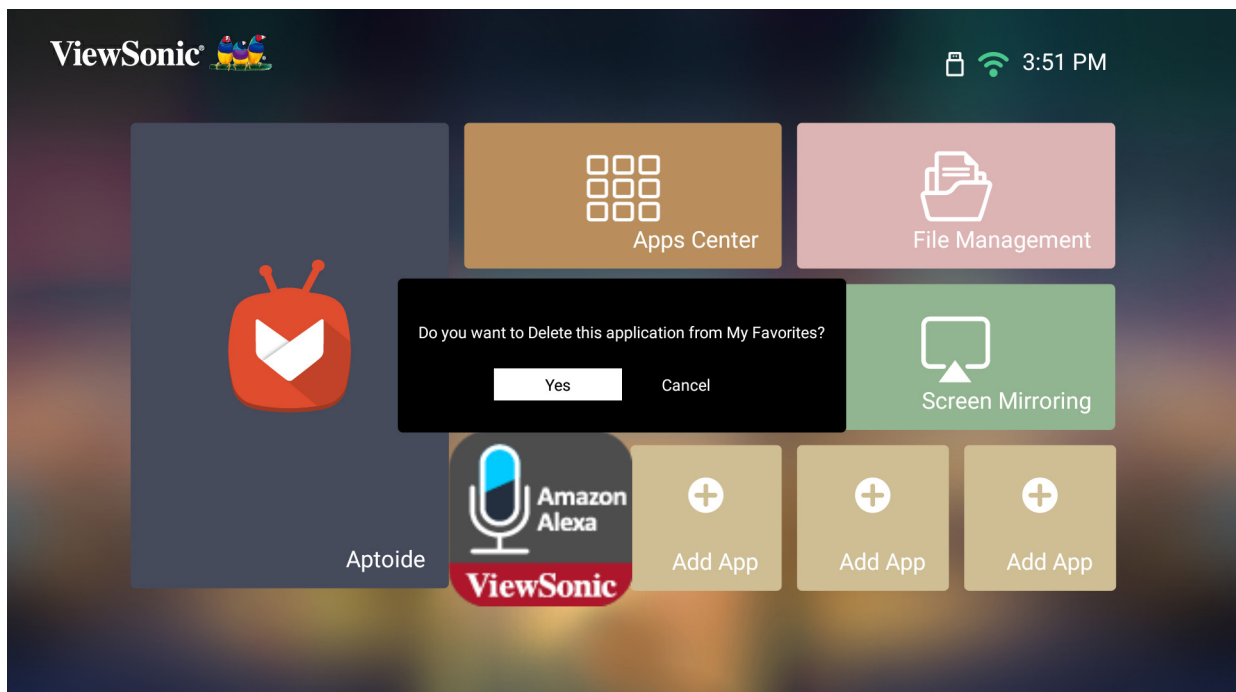 ViewSonic®
3:51 PM
Apps Center
File Management
Do you want to Delete this application from My Favorites?
Yes
Cancel
Screen Mirroring
Aptoide
Amazon
Alexa
ViewSonic
Add App
Add App
Add App